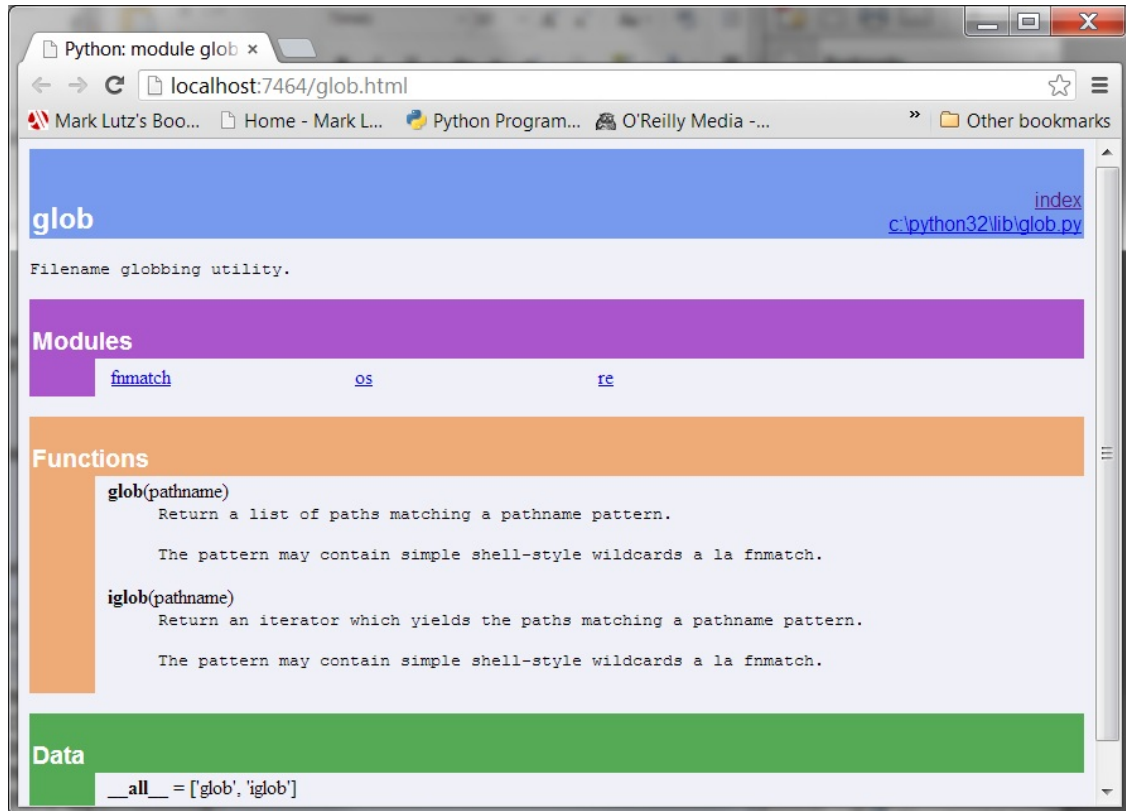 Python: module glob ×
localhost:7464/glob.html
Mark Lutz's Boo... Home - Mark L... Python Program... O'Reilly Media -... » Other bookmarks
index
glob
c:\python32\lib\glob.py
Filename globbing utility.
Modules
fnmatch os re
Functions
glob(pathname)
Return a list of paths matching a pathname pattern.
The pattern may contain simple shell-style wildcards a la fnmatch.
iglob(pathname)
Return an iterator which yields the paths matching a pathname pattern.
The pattern may contain simple shell-style wildcards a la fnmatch.
Data
__all__ = ['glob', 'iglob']